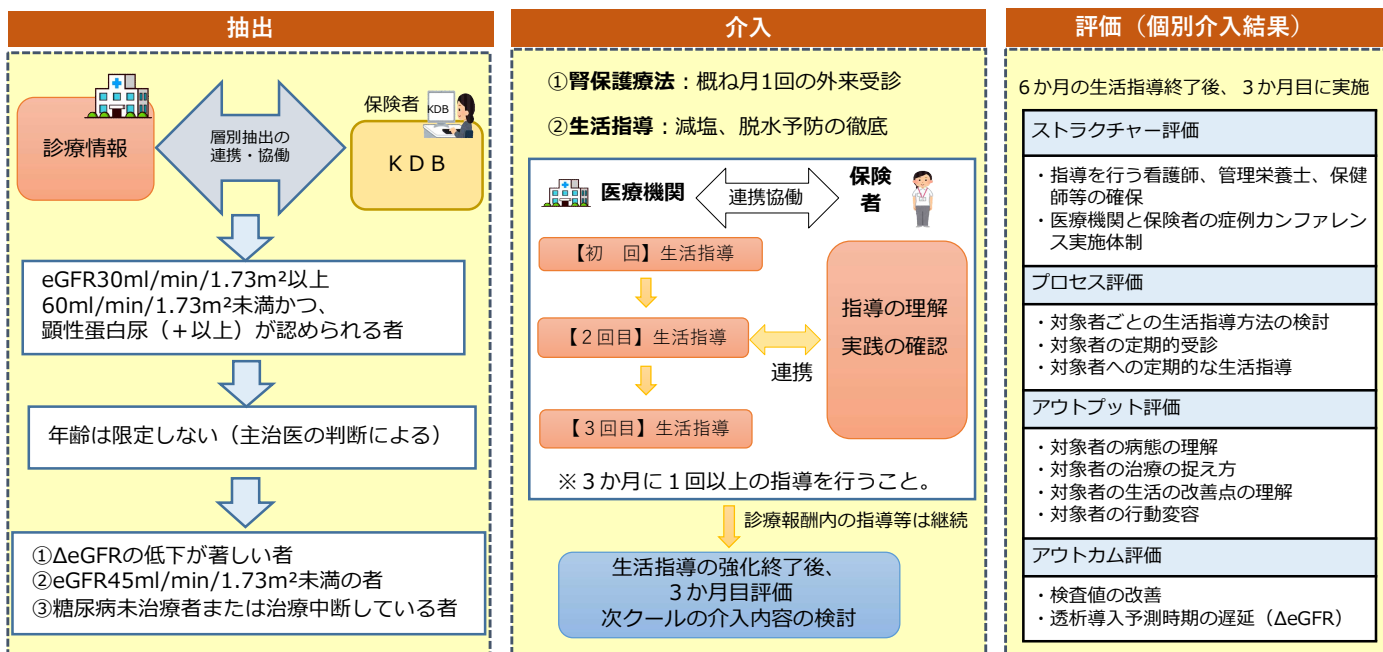 抽出
診療情報
層別抽出の
連携・協働
保険者
KDB
ＫＤＢ
eGFR30ml/min/1.73m²以上
60ml/min/1.73m²未満かつ、
顕性蛋白尿（＋以上）が認められる者
年齢は限定しない（主治医の判断による）
①ΔeGFRの低下が著しい者
②eGFR45ml/min/1.73m²未満の者
③糖尿病未治療者または治療中断している者
介入
①腎保護療法：概ね月1回の外来受診
②生活指導：減塩、脱水予防の徹底
医療機関
連携協働
保険
者
【初　回】生活指導
【２回目】生活指導
【３回目】生活指導
連携
指導の理解
実践の確認
※３か月に１回以上の指導を行うこと。
診療報酬内の指導等は継続
生活指導の強化終了後、
３か月目評価
次クールの介入内容の検討
評価（個別介入結果）
６か月の生活指導終了後、３か月目に実施
ストラクチャー評価
・指導を行う看護師、管理栄養士、保健
師等の確保
・医療機関と保険者の症例カンファレン
ス実施体制
プロセス評価
・対象者ごとの生活指導方法の検討
・対象者の定期的受診
・対象者への定期的な生活指導
アウトプット評価
・対象者の病態の理解
・対象者の治療の捉え方
・対象者の生活の改善点の理解
・対象者の行動変容
アウトカム評価
・検査値の改善
・透析導入予測時期の遅延（ΔeGFR）